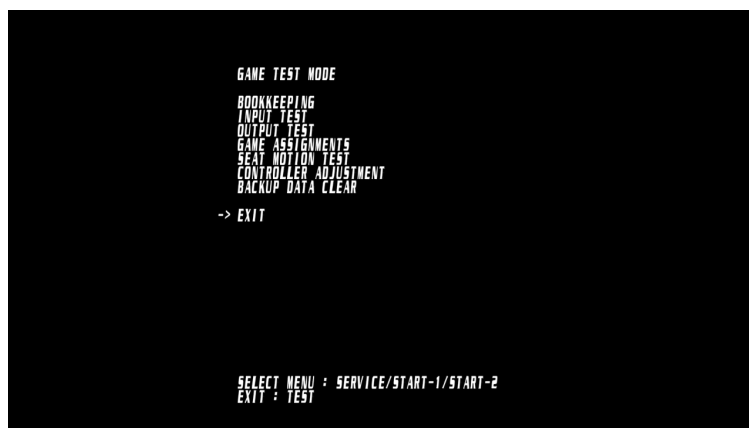 GAME TEST MODE
BOOKKEEPING
INPUT TEST
OUTPUT TEST
GAME ASSIGNMENTS
SEAT MOTION TEST
CONTROLLER ADJUSTMENT
BACKUP DATA CLEAR
-> EXIT
SELECT MENU : SERVICE/START-1/START-2
EXIT : TEST